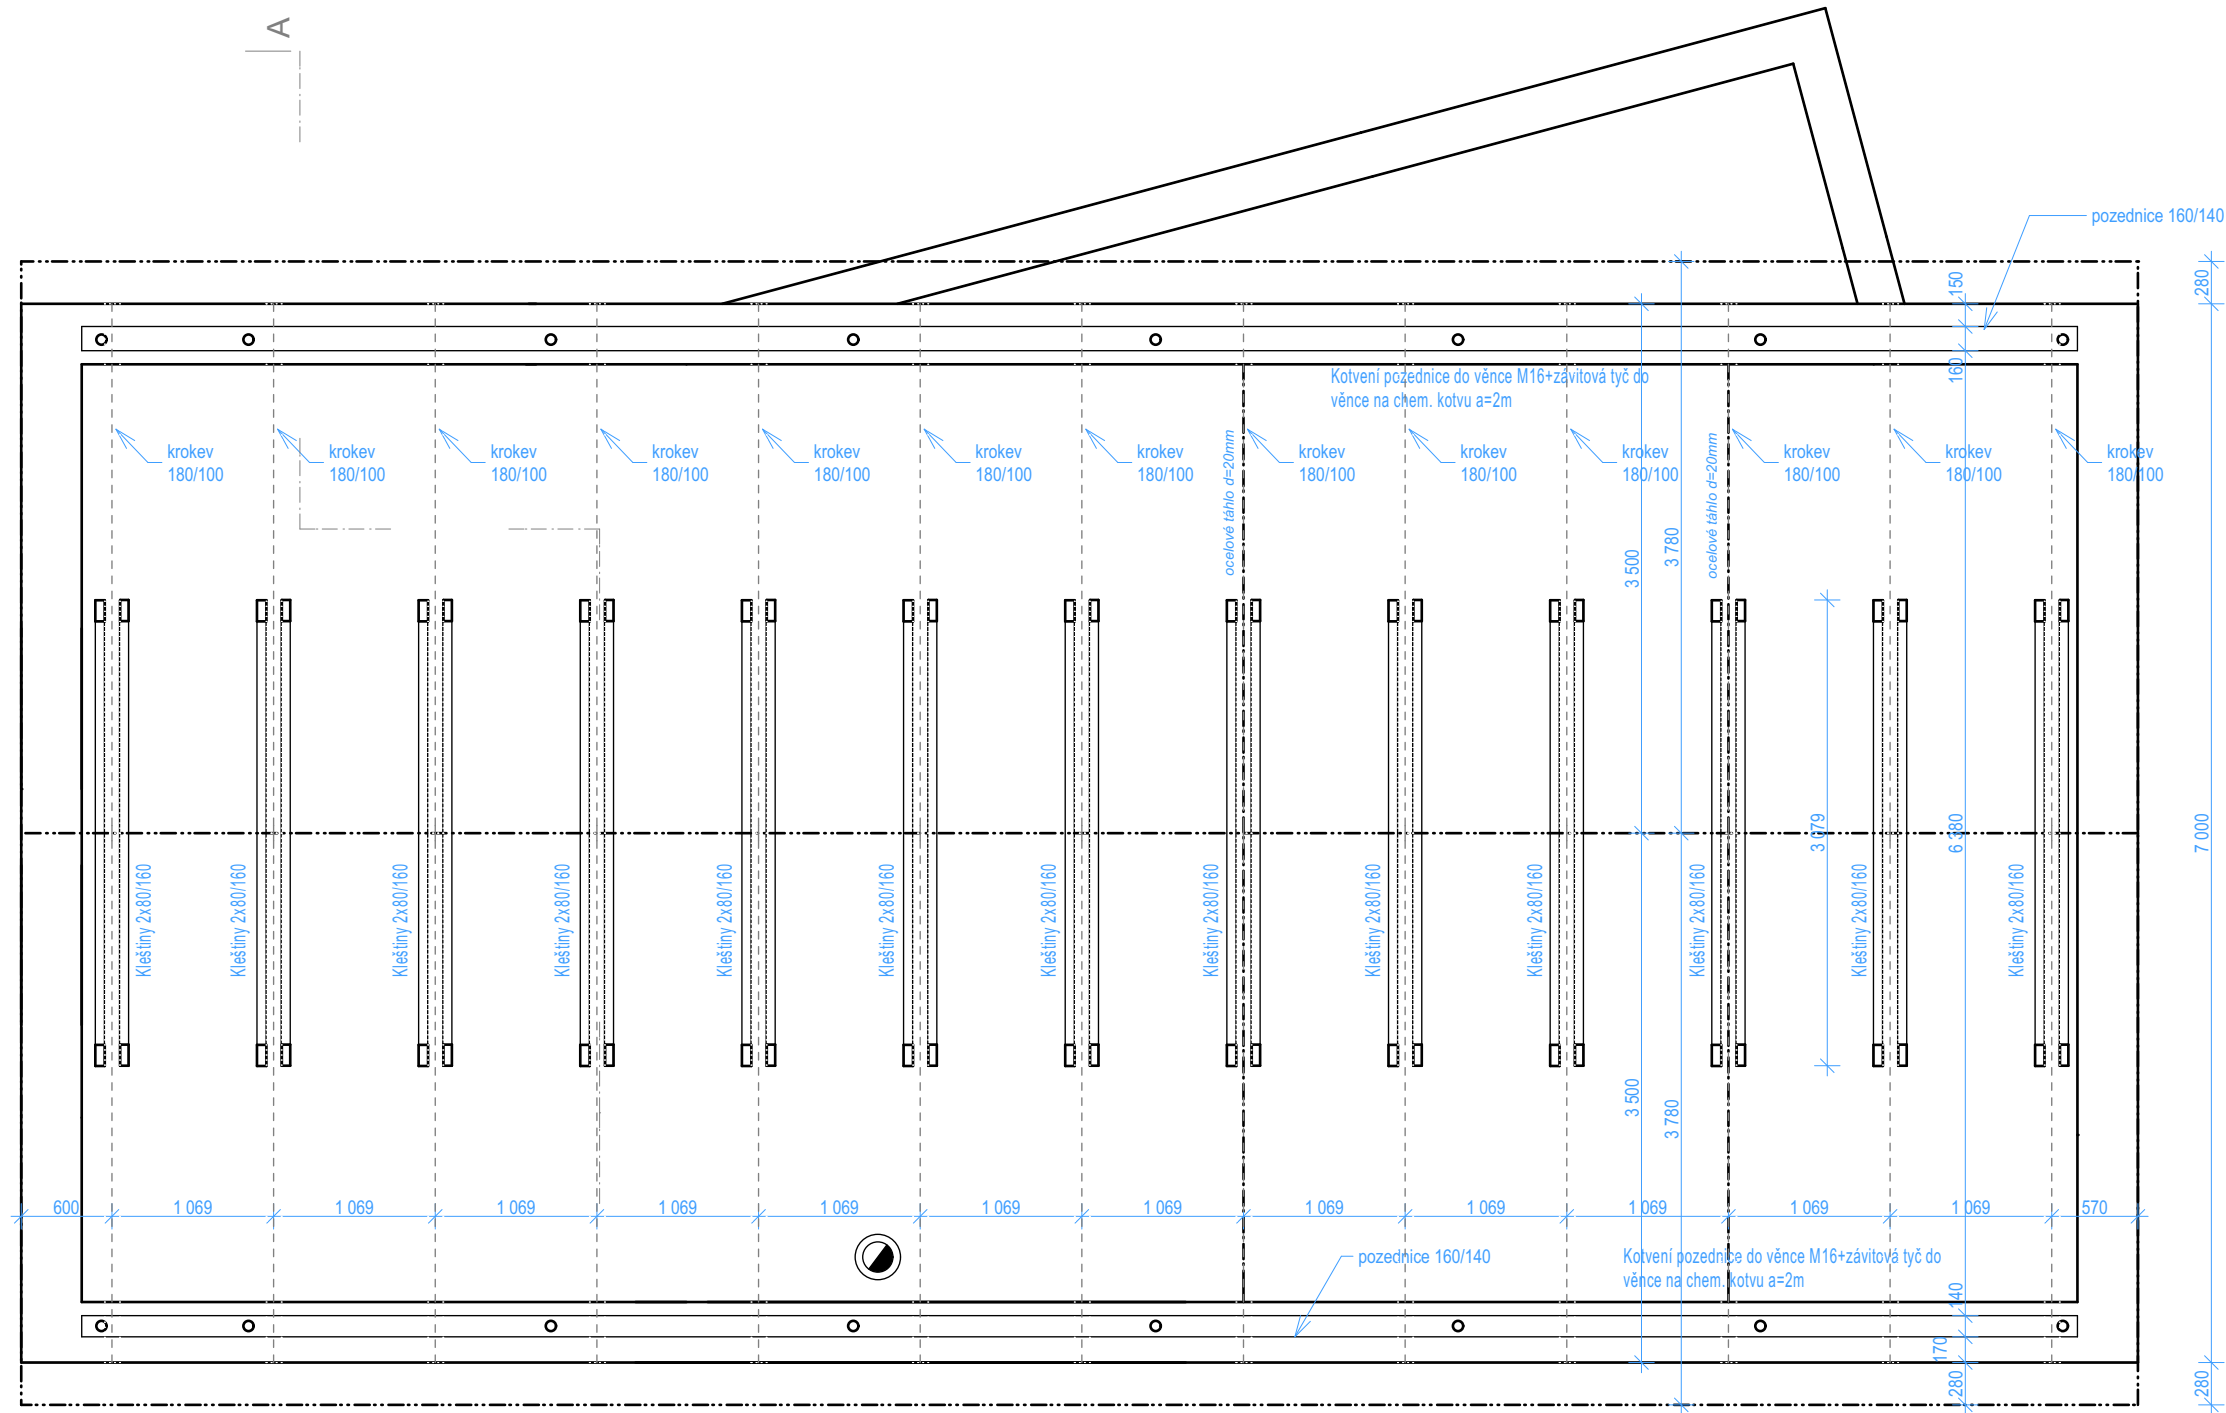 A
pozednice 160/140
280
150
160
Kotvení pozednice do věnce M16+závitová tyč do
věnce na chem. kotvu a=2m
krokev
180/100
krokev
180/100
krokev
180/100
krokev
180/100
krokev
180/100
krokev
180/100
krokev
180/100
krokev
180/100
krokev
180/100
krokev
180/100
krokev
180/100
krokev
180/100
krokev
180/100
ocelové táhlo d=20mm
ocelové táhlo d=20mm
3 500
3 780
3 079
6 380
7 000
Kleštiny 2x80/160
Kleštiny 2x80/160
Kleštiny 2x80/160
Kleštiny 2x80/160
Kleštiny 2x80/160
Kleštiny 2x80/160
Kleštiny 2x80/160
Kleštiny 2x80/160
Kleštiny 2x80/160
Kleštiny 2x80/160
Kleštiny 2x80/160
Kleštiny 2x80/160
Kleštiny 2x80/160
3 500
3 780
600
1 069
1 069
1 069
1 069
1 069
1 069
1 069
1 069
1 069
1 069
1 069
1 069
570
pozednice 160/140
Kotvení pozednice do věnce M16+závitová tyč do
věnce na chem. kotvu a=2m
140
170
280
280